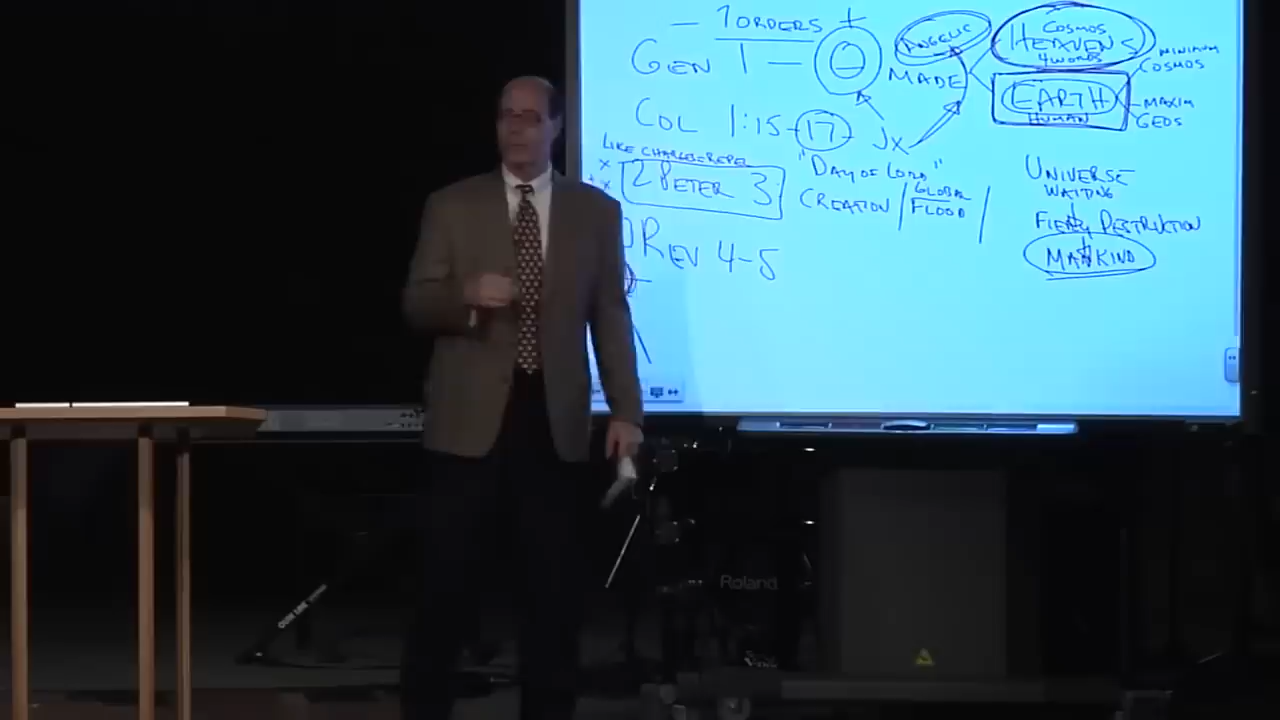 — 7 ORDERS +
GEN 1 —
MADE
ANGELIC
COSMOS
HEAVENS
4 WORDS
EARTH
HUMAN
MINIMUM
COSMOS
MAXIM
GEOS
COL 1:15-17
JX
LIKE CHARGES REPEL
2 PETER 3
"DAY OF LORD"
CREATION / GLOBAL FLOOD /
REV 4-5
UNIVERSE
WAITING
FIERY DESTRUCTION
MANKIND
Roland